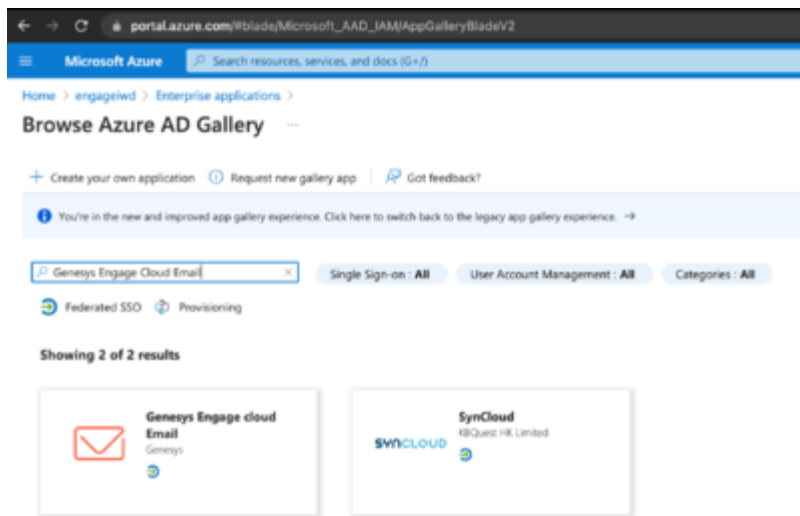 portal.azure.com/#blade/Microsoft_AAD_IAM/AppGalleryBladeV2
Microsoft Azure
Search resources, services, and docs (G+/)
Home > engageiwd > Enterprise applications >
Browse Azure AD Gallery ...
Create your own application
Request new gallery app
Got feedback?
You're in the new and improved app gallery experience. Click here to switch back to the legacy app gallery experience. →
Genesys Engage Cloud Email
Single Sign-on : All
User Account Management : All
Categories : All
Federated SSO
Provisioning
Showing 2 of 2 results
Genesys Engage cloud
Email
Genesys
SYNCLOUD
SynCloud
KBQuest HK Limited